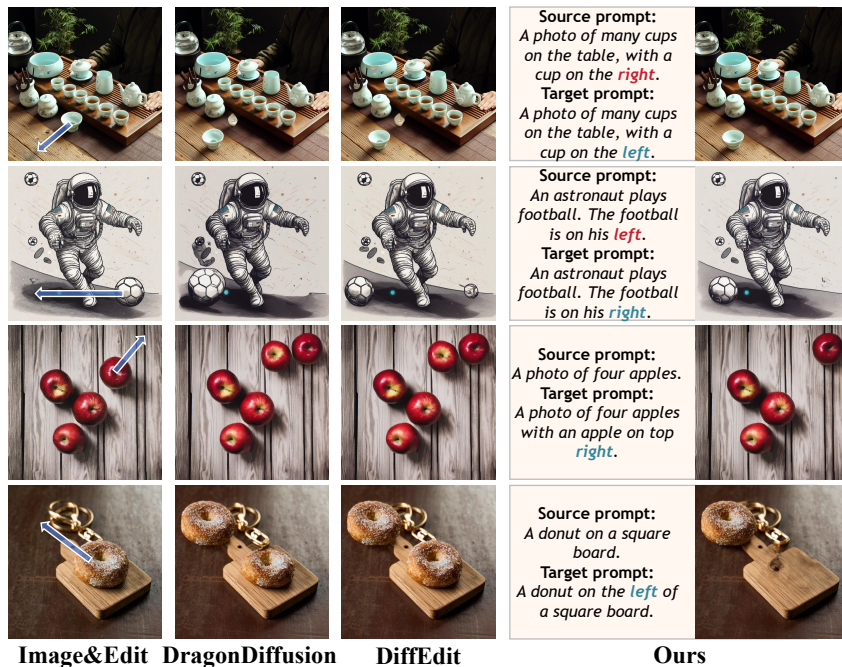 Source prompt:
A photo of many cups
on the table, with a
cup on the right.
Target prompt:
A photo of many cups
on the table, with a
cup on the left.
Source prompt:
An astronaut plays
football. The football
is on his left.
Target prompt:
An astronaut plays
football. The football
is on his right.
Source prompt:
A photo of four apples.
Target prompt:
A photo of four apples
with an apple on top
right.
Source prompt:
A donut on a square
board.
Target prompt:
A donut on the left of
a square board.
Image&Edit DragonDiffusion DiffEdit Ours